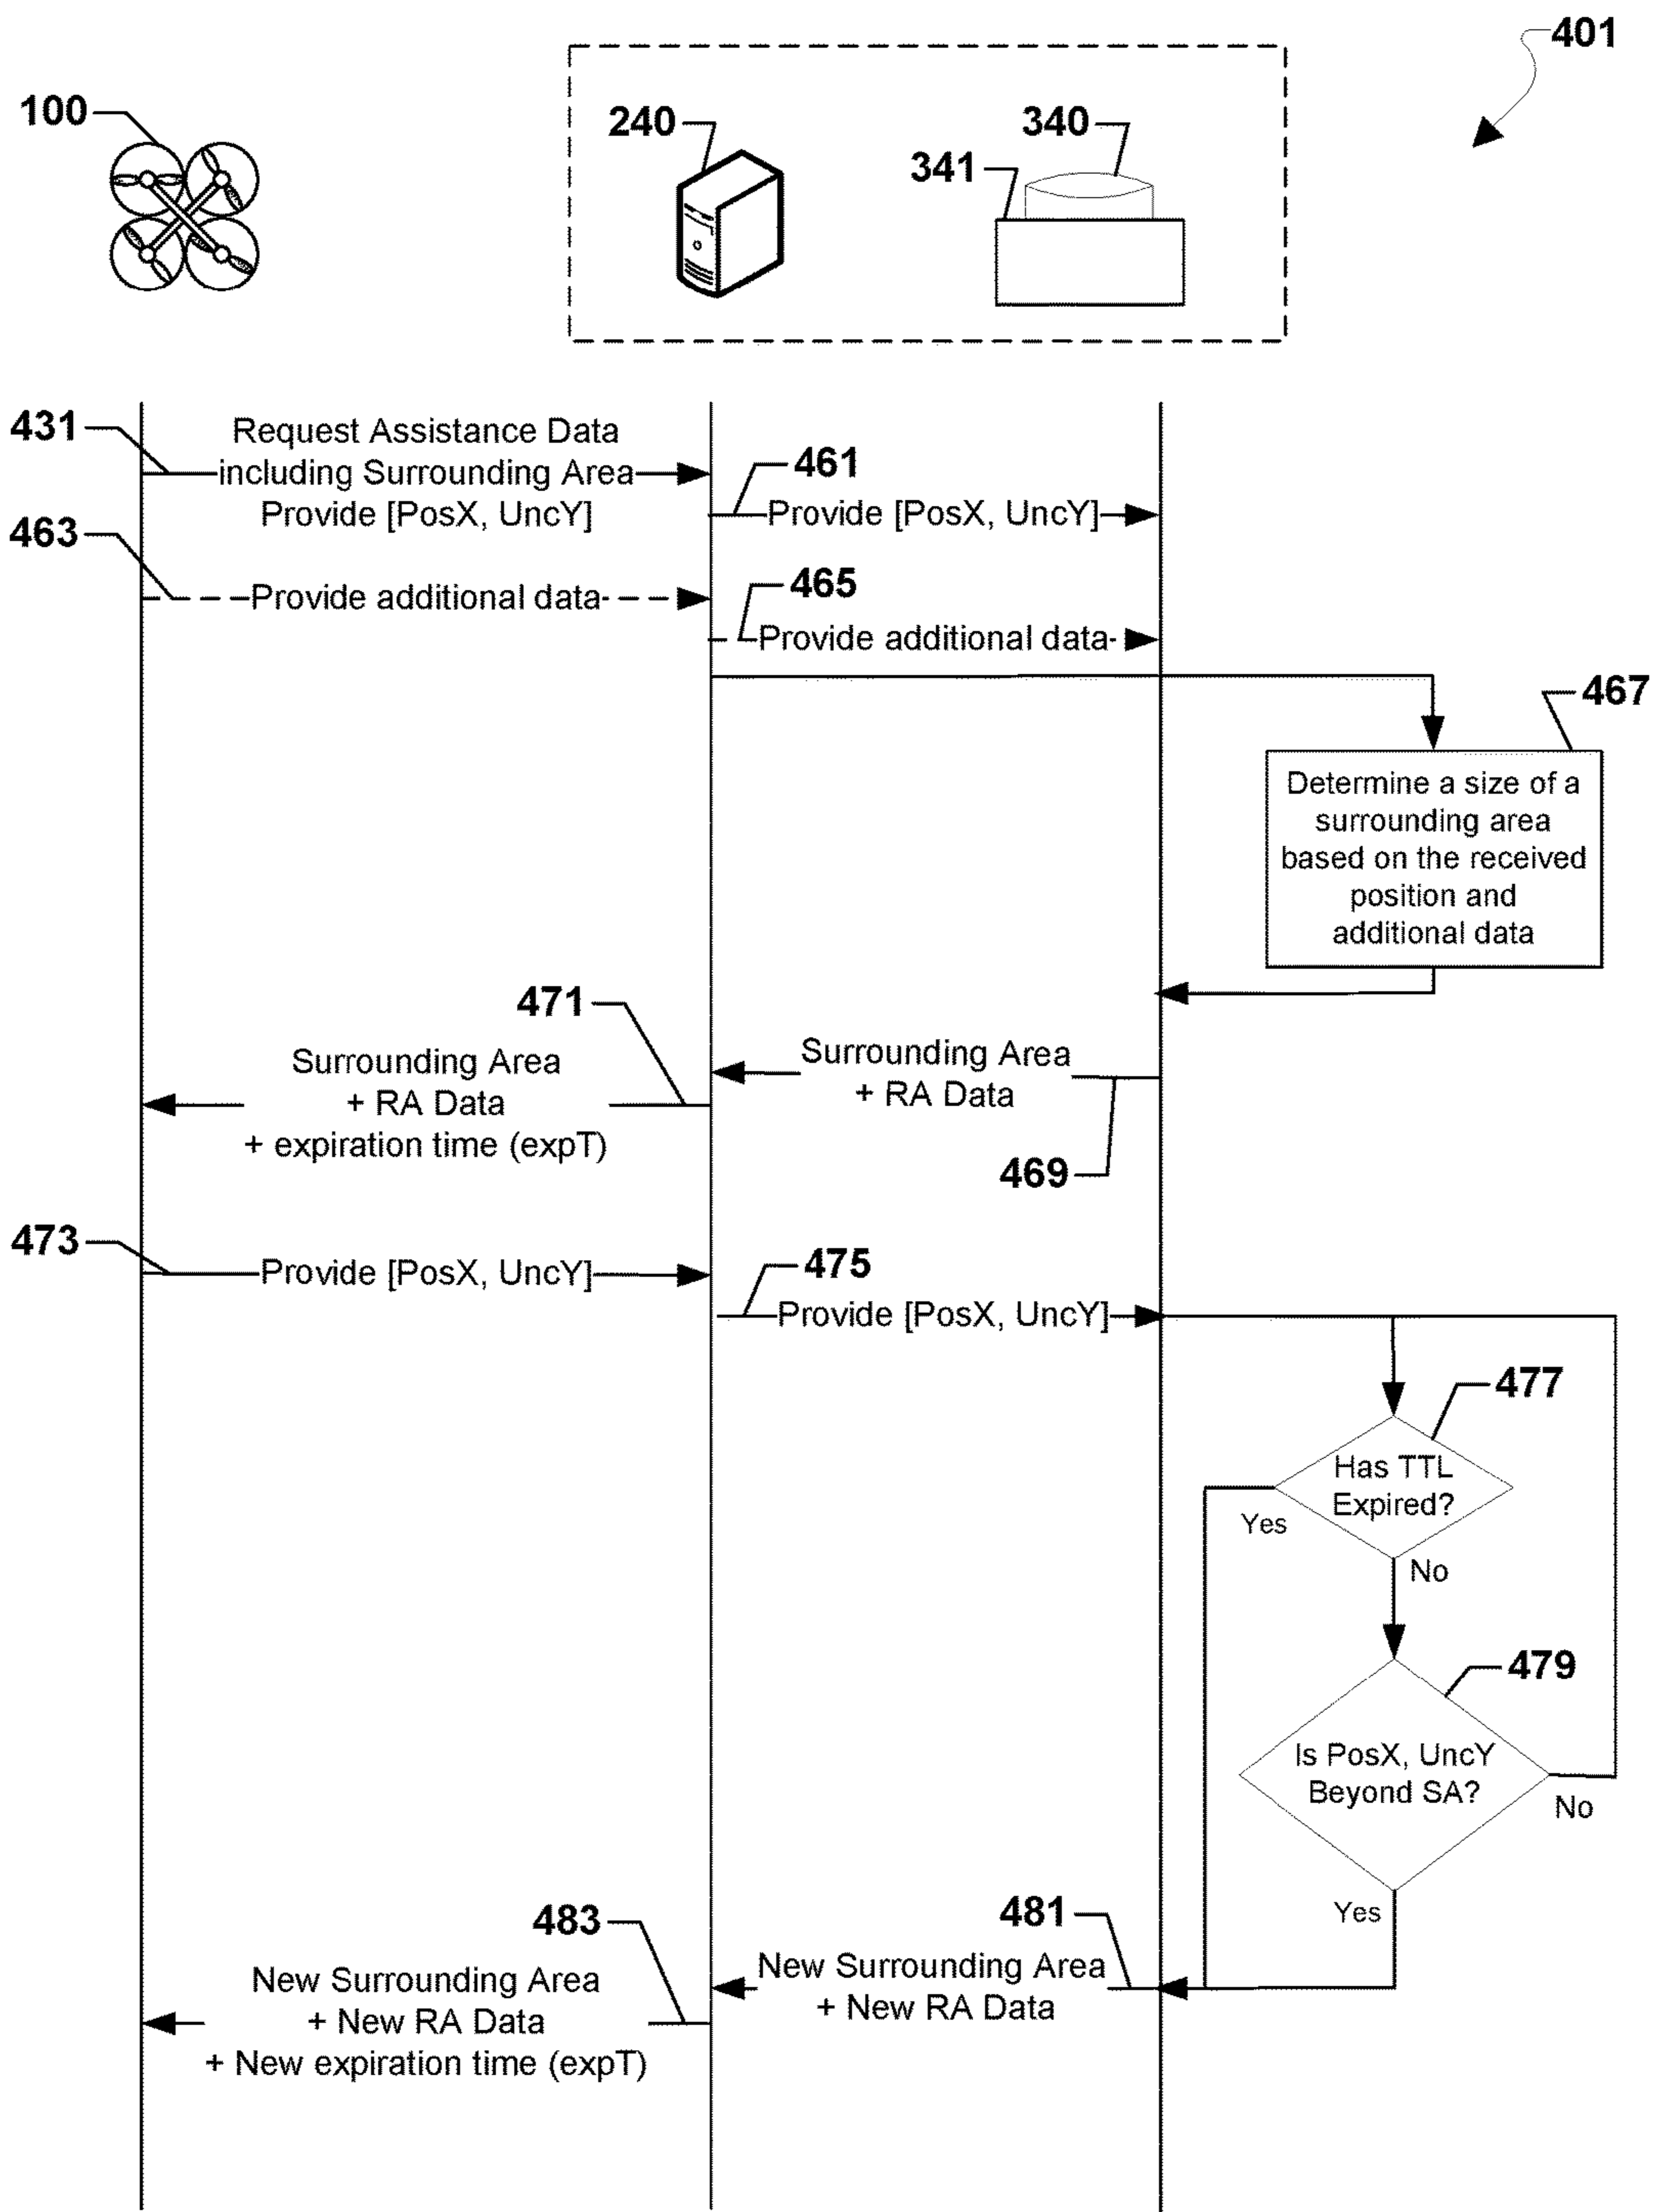 401
100
240
340
341
431
Request Assistance Data
including Surrounding Area
Provide [PosX, UncY]
461
Provide [PosX, UncY]
463
Provide additional data
465
Provide additional data
467
Determine a size of a
surrounding area
based on the received
position and
additional data
471
Surrounding Area
+ RA Data
+ expiration time (expT)
Surrounding Area
+ RA Data
469
473
Provide [PosX, UncY]
475
Provide [PosX, UncY]
477
Has TTL
Expired?
Yes
No
479
Is PosX, UncY
Beyond SA?
No
Yes
481
New Surrounding Area
+ New RA Data
483
New Surrounding Area
+ New RA Data
+ New expiration time (expT)